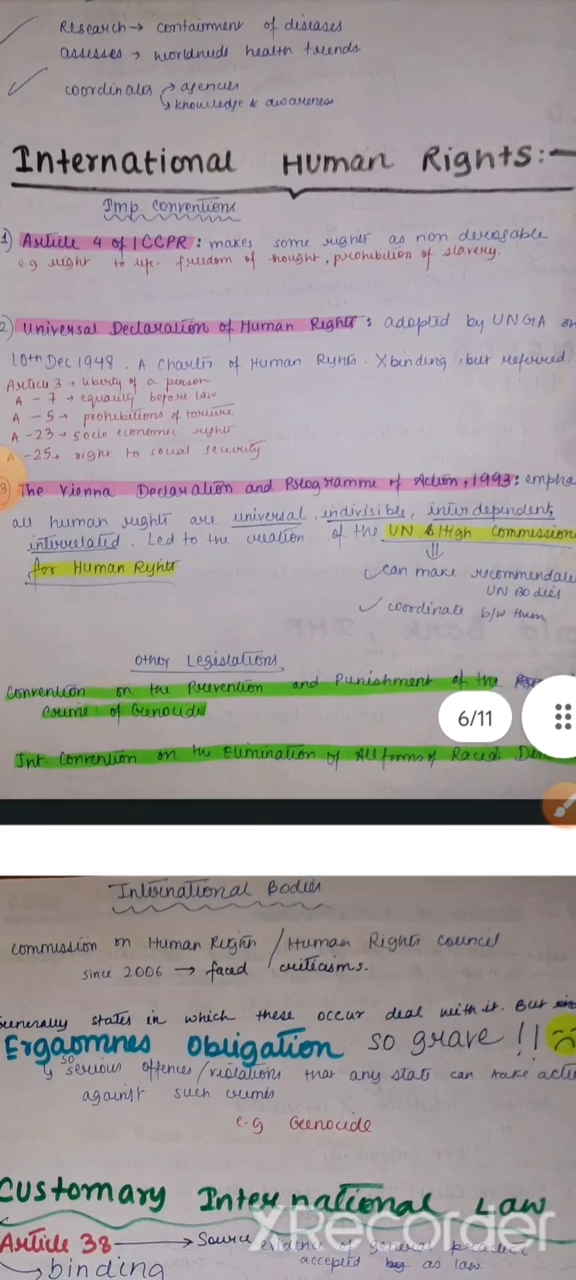 Research → containment of diseases
assesses → worldwide health trends
coordinates → agencies
↳ knowledge & awareness
International Human Rights:-
Imp. Conventions
1) Article 4 of ICCPR : makes some rights as non derogable
e.g right to life, freedom of thought, prohibition of slavery.
2) Universal Declaration of Human Rights : adopted by UNGA on
10th Dec 1948. A Charter of Human Rights. X binding, but referred.
Article 3 → liberty of a person
A - 7 → equality before law
A - 5 → prohibitions of torture
A - 23 → socio economic rights
A - 25 → right to social security
3 The Vienna Declaration and Programme of Action, 1993: empha
all human rights are universal, indivisible, interdependent,
interrelated. Led to the creation of the UN High Commission
for Human Rights
⇓
✓ can make recommendate
UN Bodies
✓ coordinate b/w them
Other Legislations
Convention on the Prevention and Punishment of the
Crime of Genocide
6/11
Int. Convention on the Elimination of All forms of Racial
International Bodies
Commission on Human Rights / Human Rights council
since 2006 → faced criticisms.
Generally states in which these occur deal with it. But
Ergaomnes Obligation so grave !!
↳ so serious offences/violations that any state can take
against such crimes
e.g Genocide
Customary International Law
Article 38 → Source evidence of general practice
accepted as law.
↳ binding
XRecorder